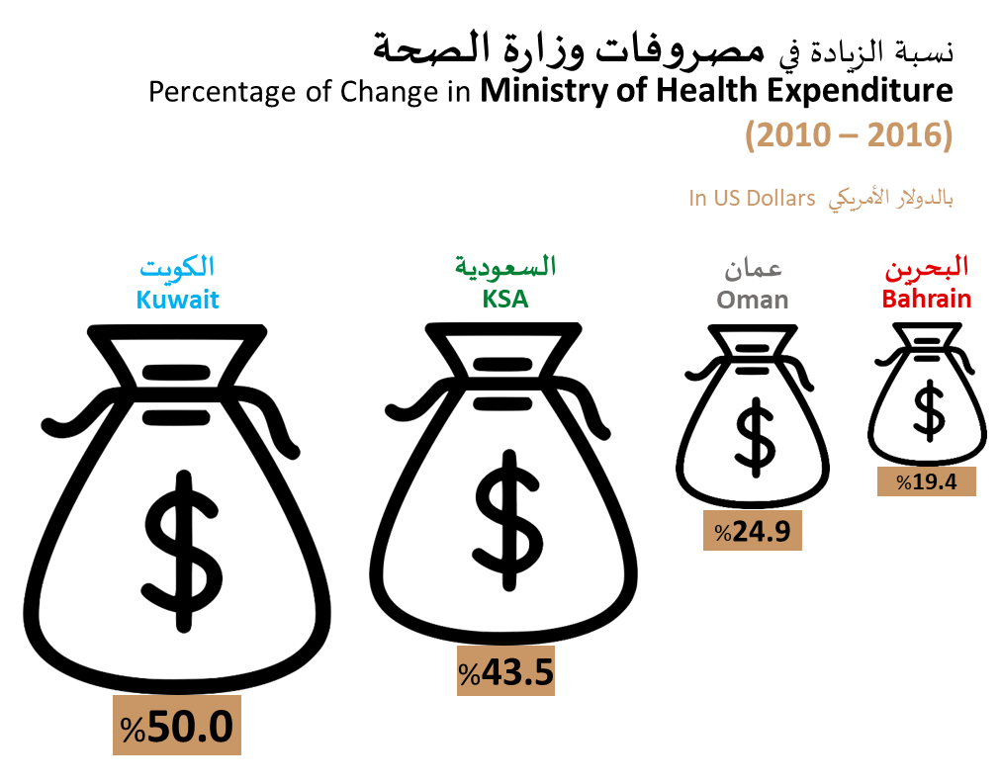 نسبة الزيادة في مصروفات وزارة الصحة
Percentage of Change in Ministry of Health Expenditure
(2010 – 2016)
In US Dollars بالدولار الأمريكي
الكويت
Kuwait
السعودية
KSA
عمان
Oman
البحرين
Bahrain
$
%50.0
$
%43.5
$
%24.9
$
%19.4